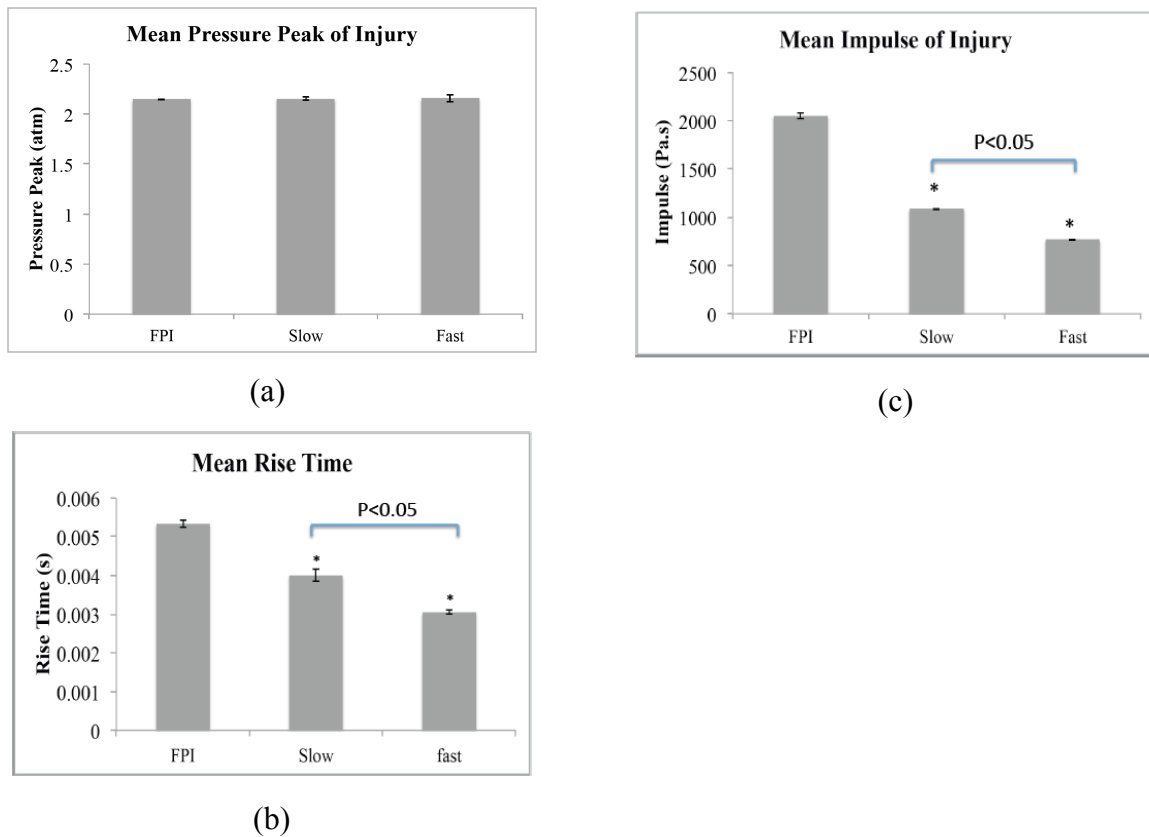 Mean Pressure Peak of Injury
Pressure Peak (atm)
2.5
2
1.5
1
0.5
0
FPI Slow Fast
(a)
Mean Impulse of Injury
Impulse (Pa.s)
2500
2000
1500
1000
500
0
P<0.05
*
*
FPI Slow Fast
(c)
Mean Rise Time
Rise Time (s)
0.006
0.005
0.004
0.003
0.002
0.001
0
P<0.05
*
*
FPI Slow fast
(b)